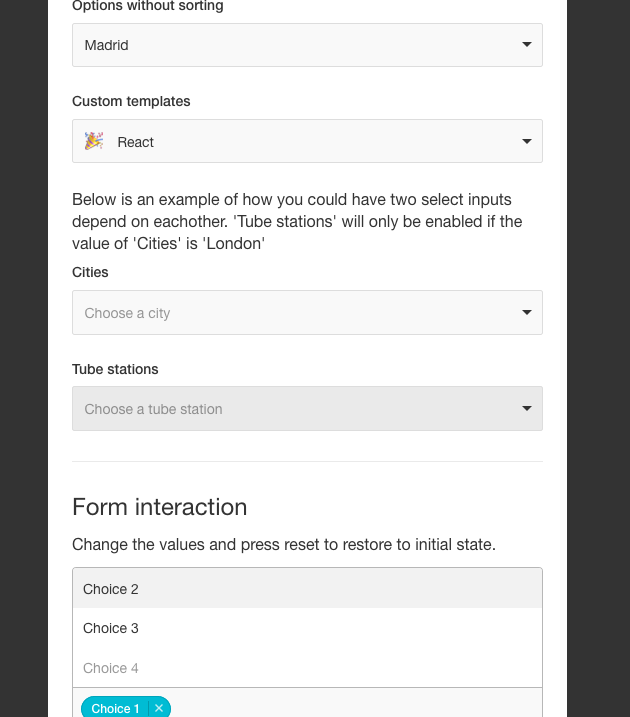 Options without sorting
Madrid
Custom templates
React
Below is an example of how you could have two select inputs
depend on eachother. 'Tube stations' will only be enabled if the
value of 'Cities' is 'London'
Cities
Choose a city
Tube stations
Choose a tube station
Form interaction
Change the values and press reset to restore to initial state.
Choice 2
Choice 3
Choice 4
Choice 1